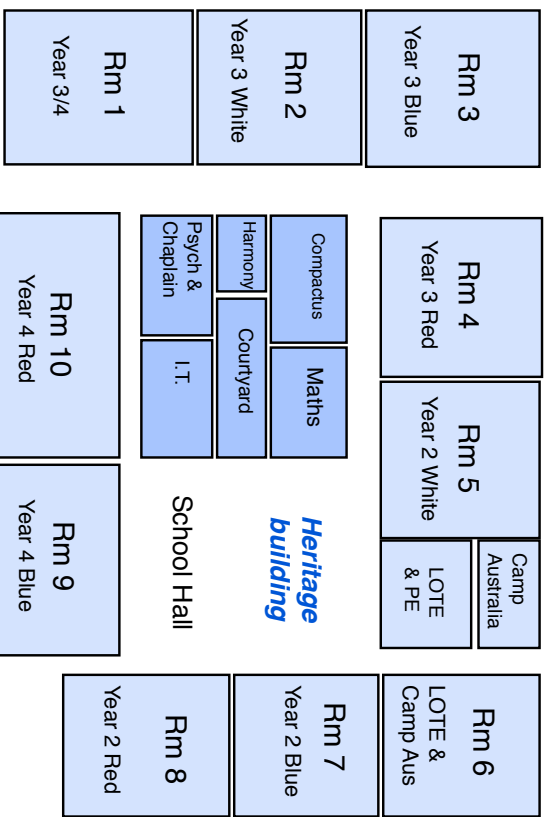 Rm 3
Year 3 Blue
Rm 4
Year 3 Red
Rm 5
Year 2 White
Camp
Australia
LOTE
& PE
Rm 6
LOTE &
Camp Aus
Rm 2
Year 3 White
Compactus
Maths
Heritage
building
Rm 7
Year 2 Blue
Harmony
Courtyard
Rm 1
Year 3/4
Psych &
Chaplain
I.T.
School Hall
Rm 8
Year 2 Red
Rm 10
Year 4 Red
Rm 9
Year 4 Blue